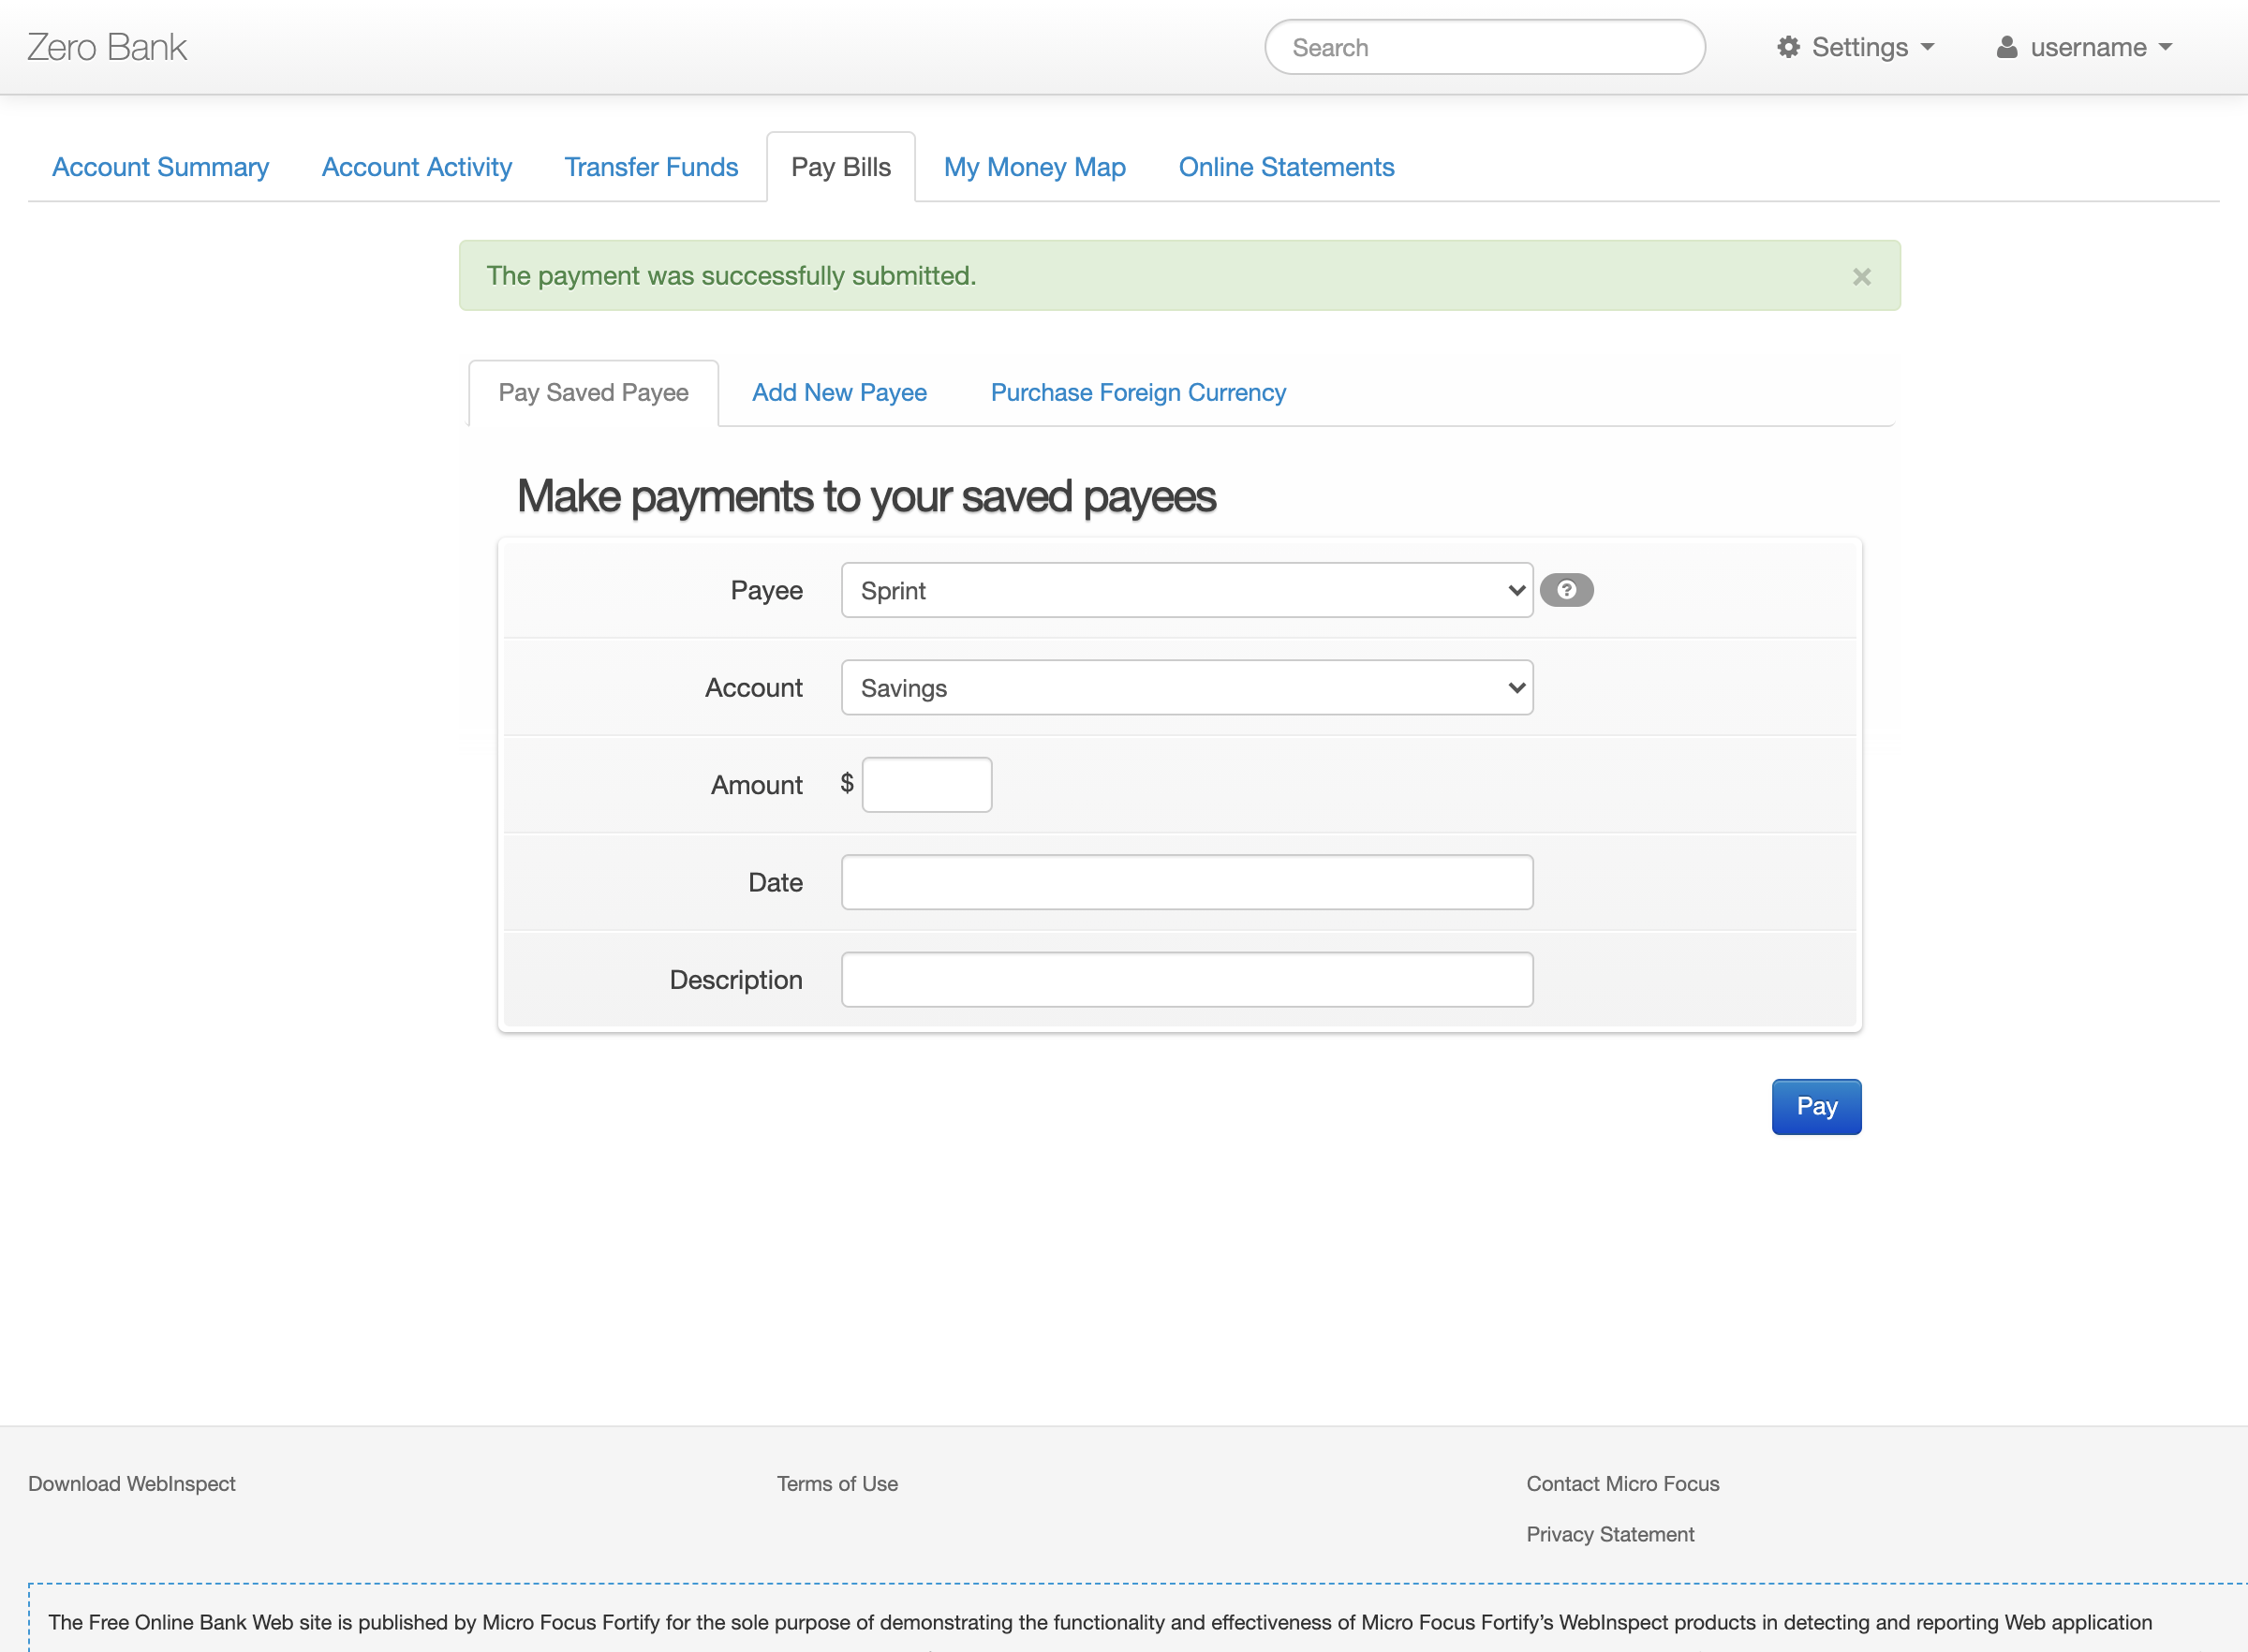 Zero Bank
Search
Settings
username
Account Summary
Account Activity
Transfer Funds
Pay Bills
My Money Map
Online Statements
The payment was successfully submitted.
×
Pay Saved Payee
Add New Payee
Purchase Foreign Currency
Make payments to your saved payees
Payee
Sprint
?
Account
Savings
Amount
$
Date
Description
Pay
Download WebInspect
Terms of Use
Contact Micro Focus
Privacy Statement
The Free Online Bank Web site is published by Micro Focus Fortify for the sole purpose of demonstrating the functionality and effectiveness of Micro Focus Fortify’s WebInspect products in detecting and reporting Web application